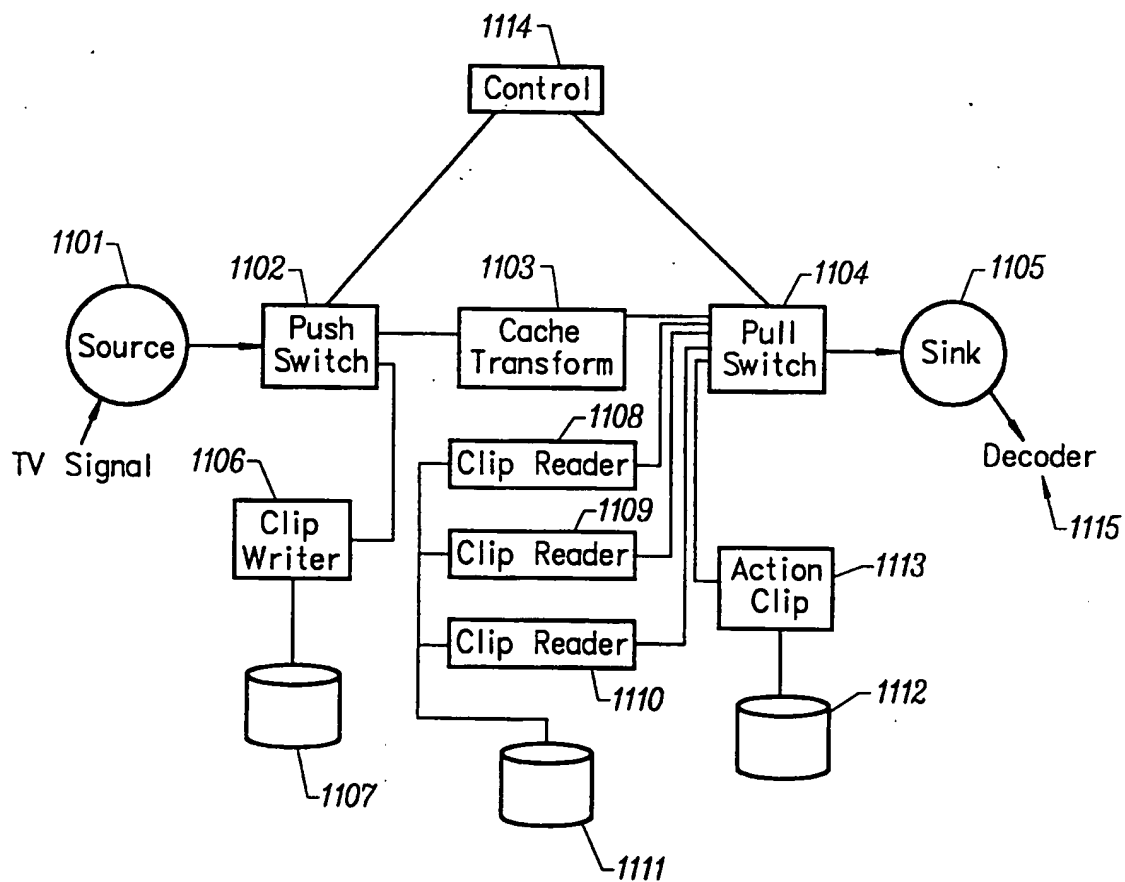 1114
Control
1101
1102
1103
1104
1105
Source
Push
Switch
Cache
Transform
Pull
Switch
Sink
TV Signal
1106
1108
Clip Reader
Decoder
Clip
Writer
1109
Clip Reader
1115
Action
Clip
1113
Clip Reader
1110
1107
1112
1111